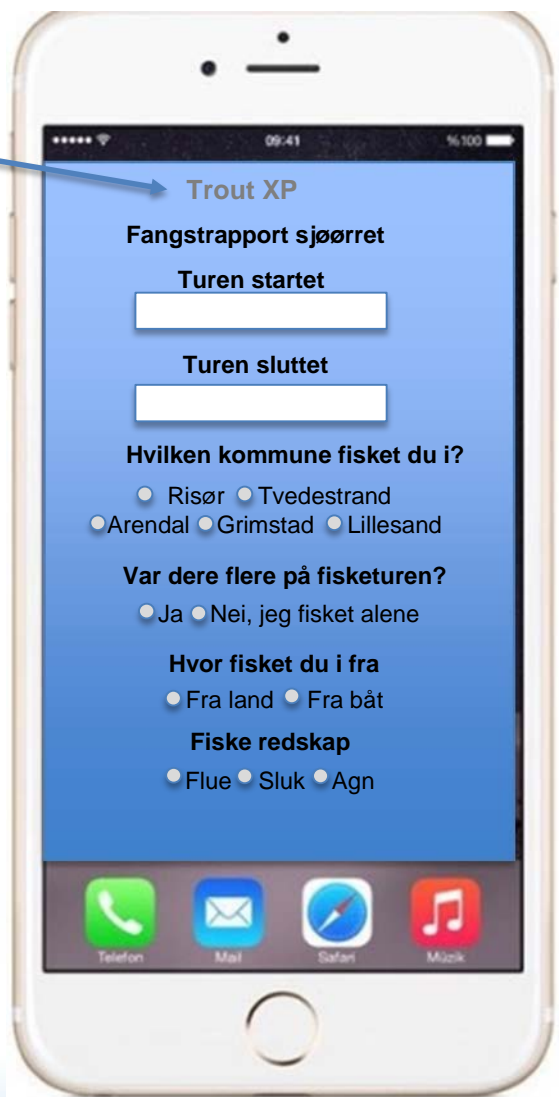 09:41 %100
Trout XP
Fangstrapport sjøørret
Turen startet
Turen sluttet
Hvilken kommune fisket du i?
Risør Tvedestrand
Arendal Grimstad Lillesand
Var dere flere på fisketuren?
Ja Nei, jeg fisket alene
Hvor fisket du i fra
Fra land Fra båt
Fiske redskap
Flue Sluk Agn
Telefon Mail Safari Müzik